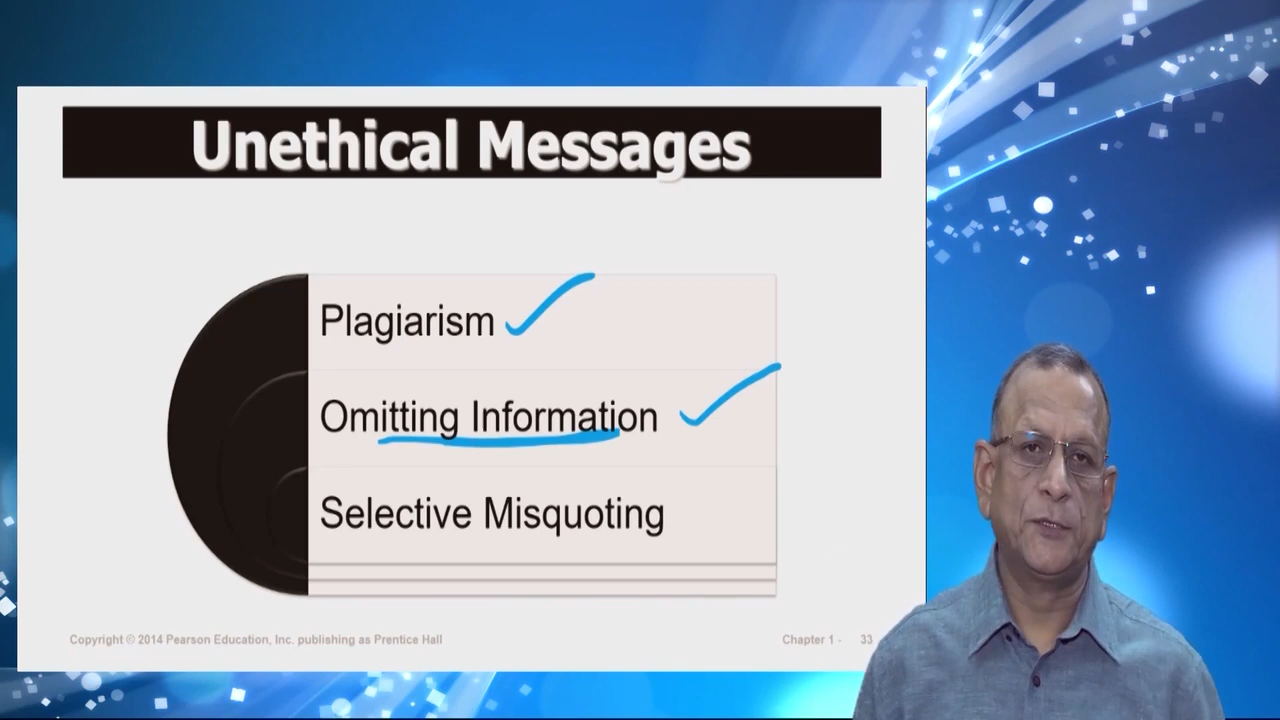 Unethical Messages
Plagiarism
Omitting Information
Selective Misquoting
Copyright © 2014 Pearson Education, Inc. publishing as Prentice Hall
Chapter 1 - 33